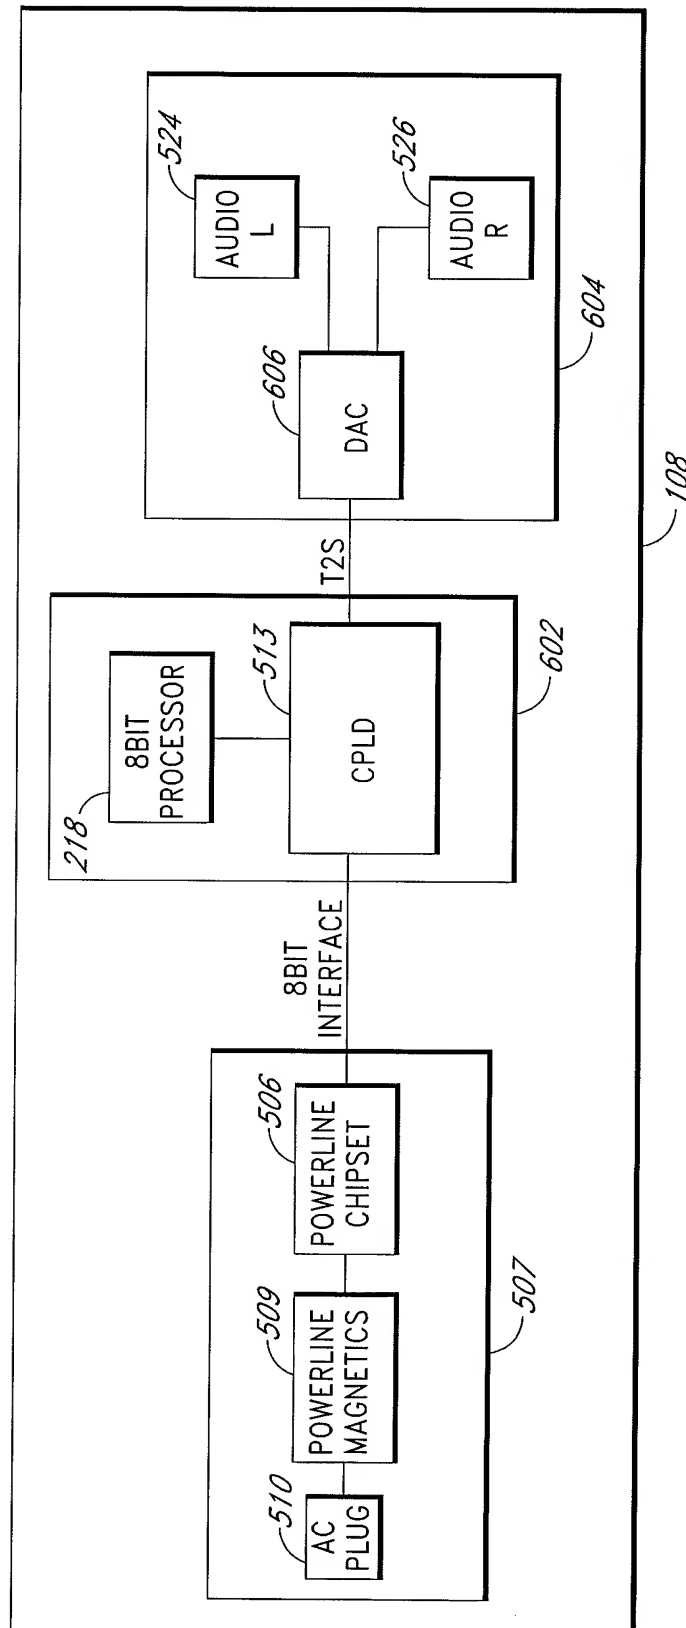 510
AC
PLUG
509
POWERLINE
MAGNETICS
506
POWERLINE
CHIPSET
507
8BIT
INTERFACE
218
8BIT
PROCESSOR
513
CPLD
602
T2S
606
DAC
524
AUDIO
L
526
AUDIO
R
604
108